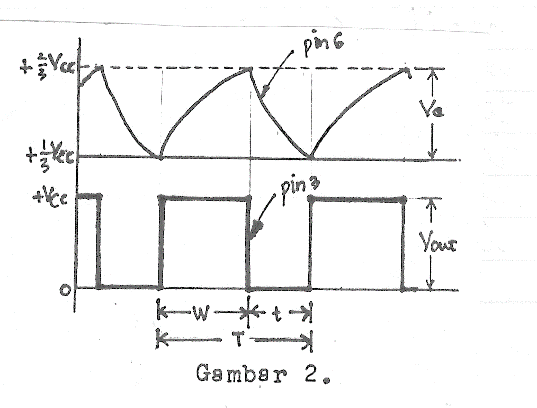 pin 6
+2/3 Vcc
Vc
+1/3 Vcc
+Vcc
pin 3
Vout
0
W
t
T
Gambar 2.